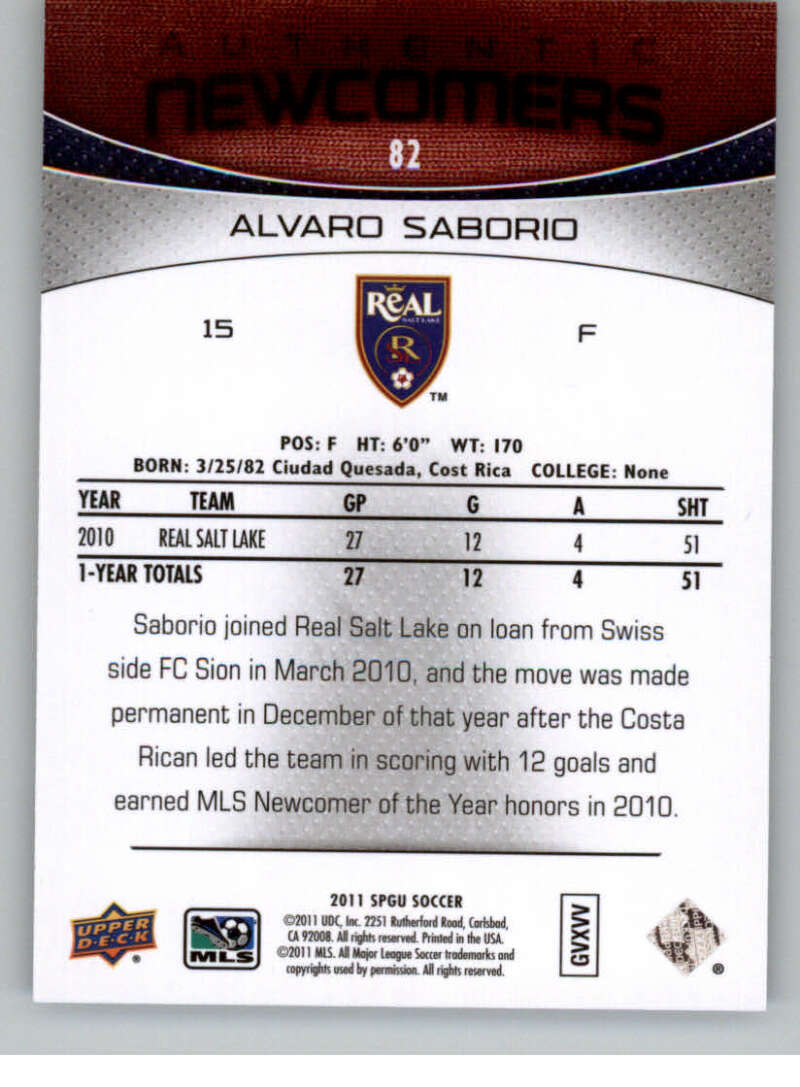 AUTHENTIC
NEWCOMERS
82
ALVARO SABORIO
15
REAL
SALT LAKE
F
TM
POS: F HT: 6'0" WT: 170
BORN: 3/25/82 Ciudad Quesada, Cost Rica COLLEGE: None
YEAR TEAM GP G A SHT
2010 REAL SALT LAKE 27 12 4 51
1-YEAR TOTALS 27 12 4 51
Saborio joined Real Salt Lake on loan from Swiss
side FC Sion in March 2010, and the move was made
permanent in December of that year after the Costa
Rican led the team in scoring with 12 goals and
earned MLS Newcomer of the Year honors in 2010.
2011 SPGU SOCCER
©2011 UDC, Inc. 2251 Rutherford Road, Carlsbad,
CA 92008. All rights reserved. Printed in the USA.
©2011 MLS. All Major League Soccer trademarks and
copyrights used by permission. All rights reserved.
UPPER
D·E·C·K
®
MLS
GVXVV
®